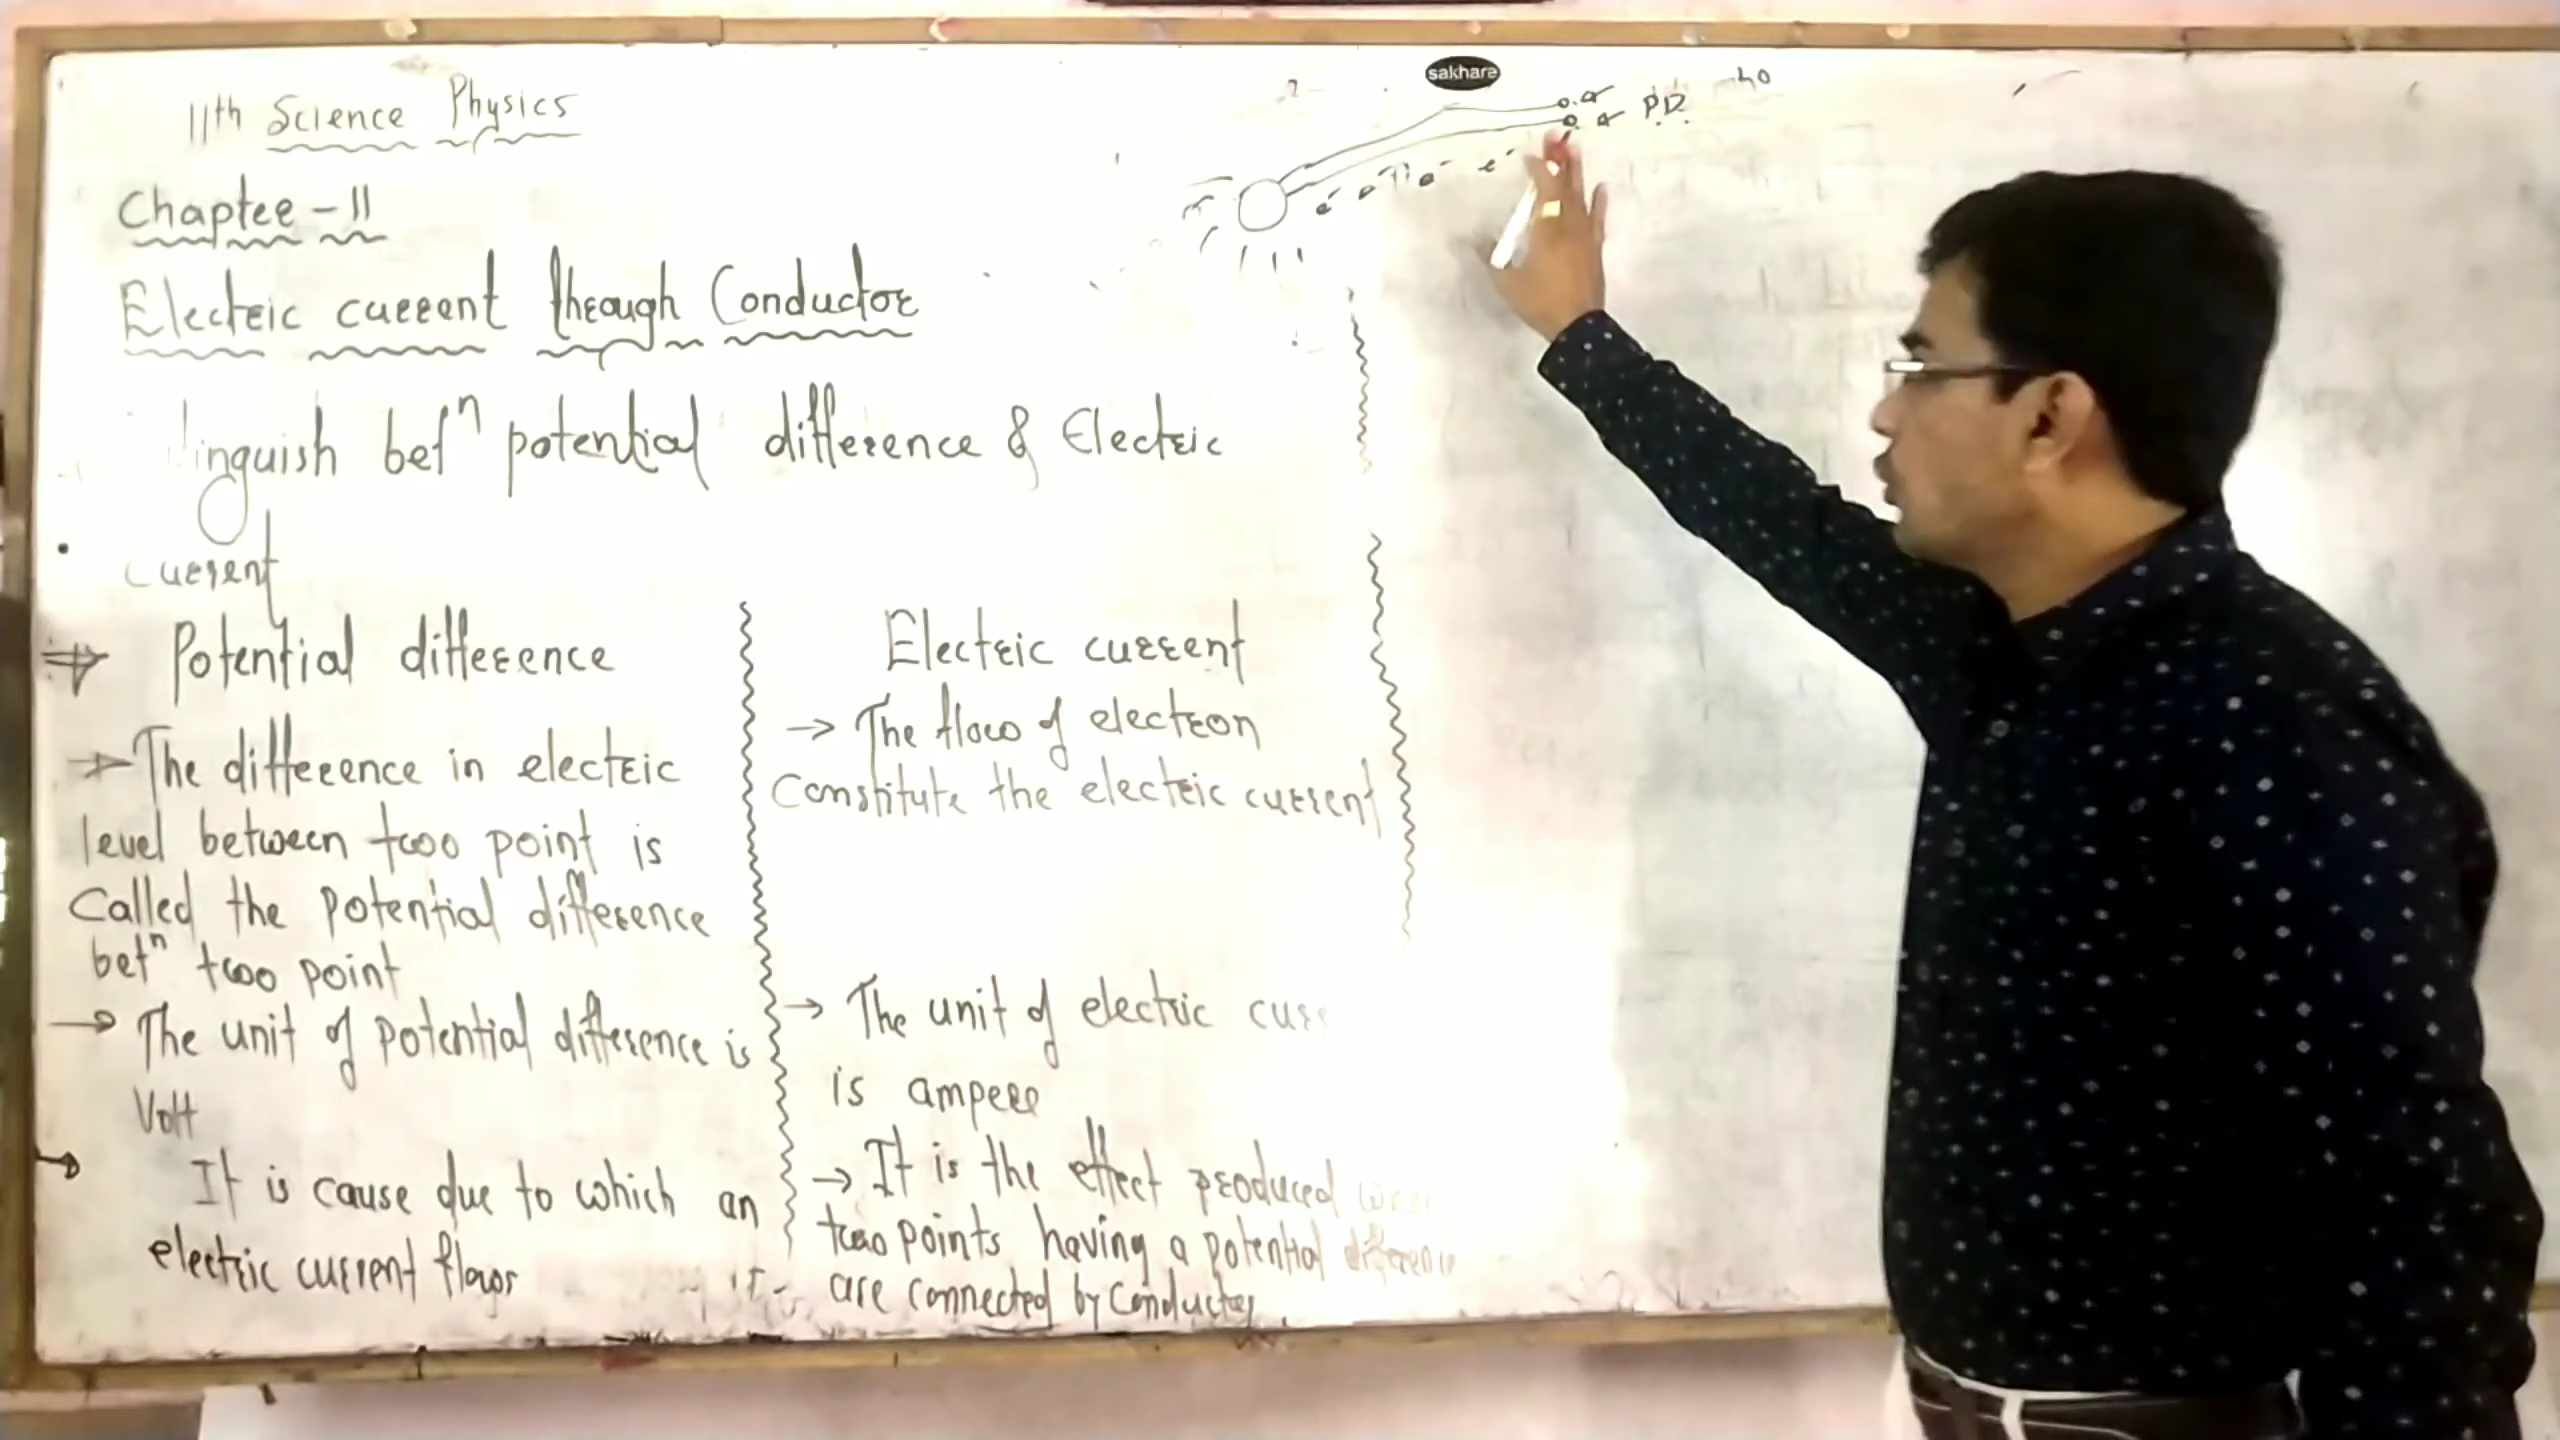 sakhare
P.D.
11th Science Physics
Chapter - 11
Electric current through Conductor
linguish betⁿ potential difference & Electric
current
Potential difference
→ The difference in electric
level between two point is
Called the potential difference
betⁿ two point
→ The unit of potential difference is
Volt
→ It is cause due to which an
electric current flows
Electric current
→ The flow of electron
Constitute the electric current
→ The unit of electric curr
is ampere
→ It is the effect produced
two points having a potential difference
are connected by Conductor